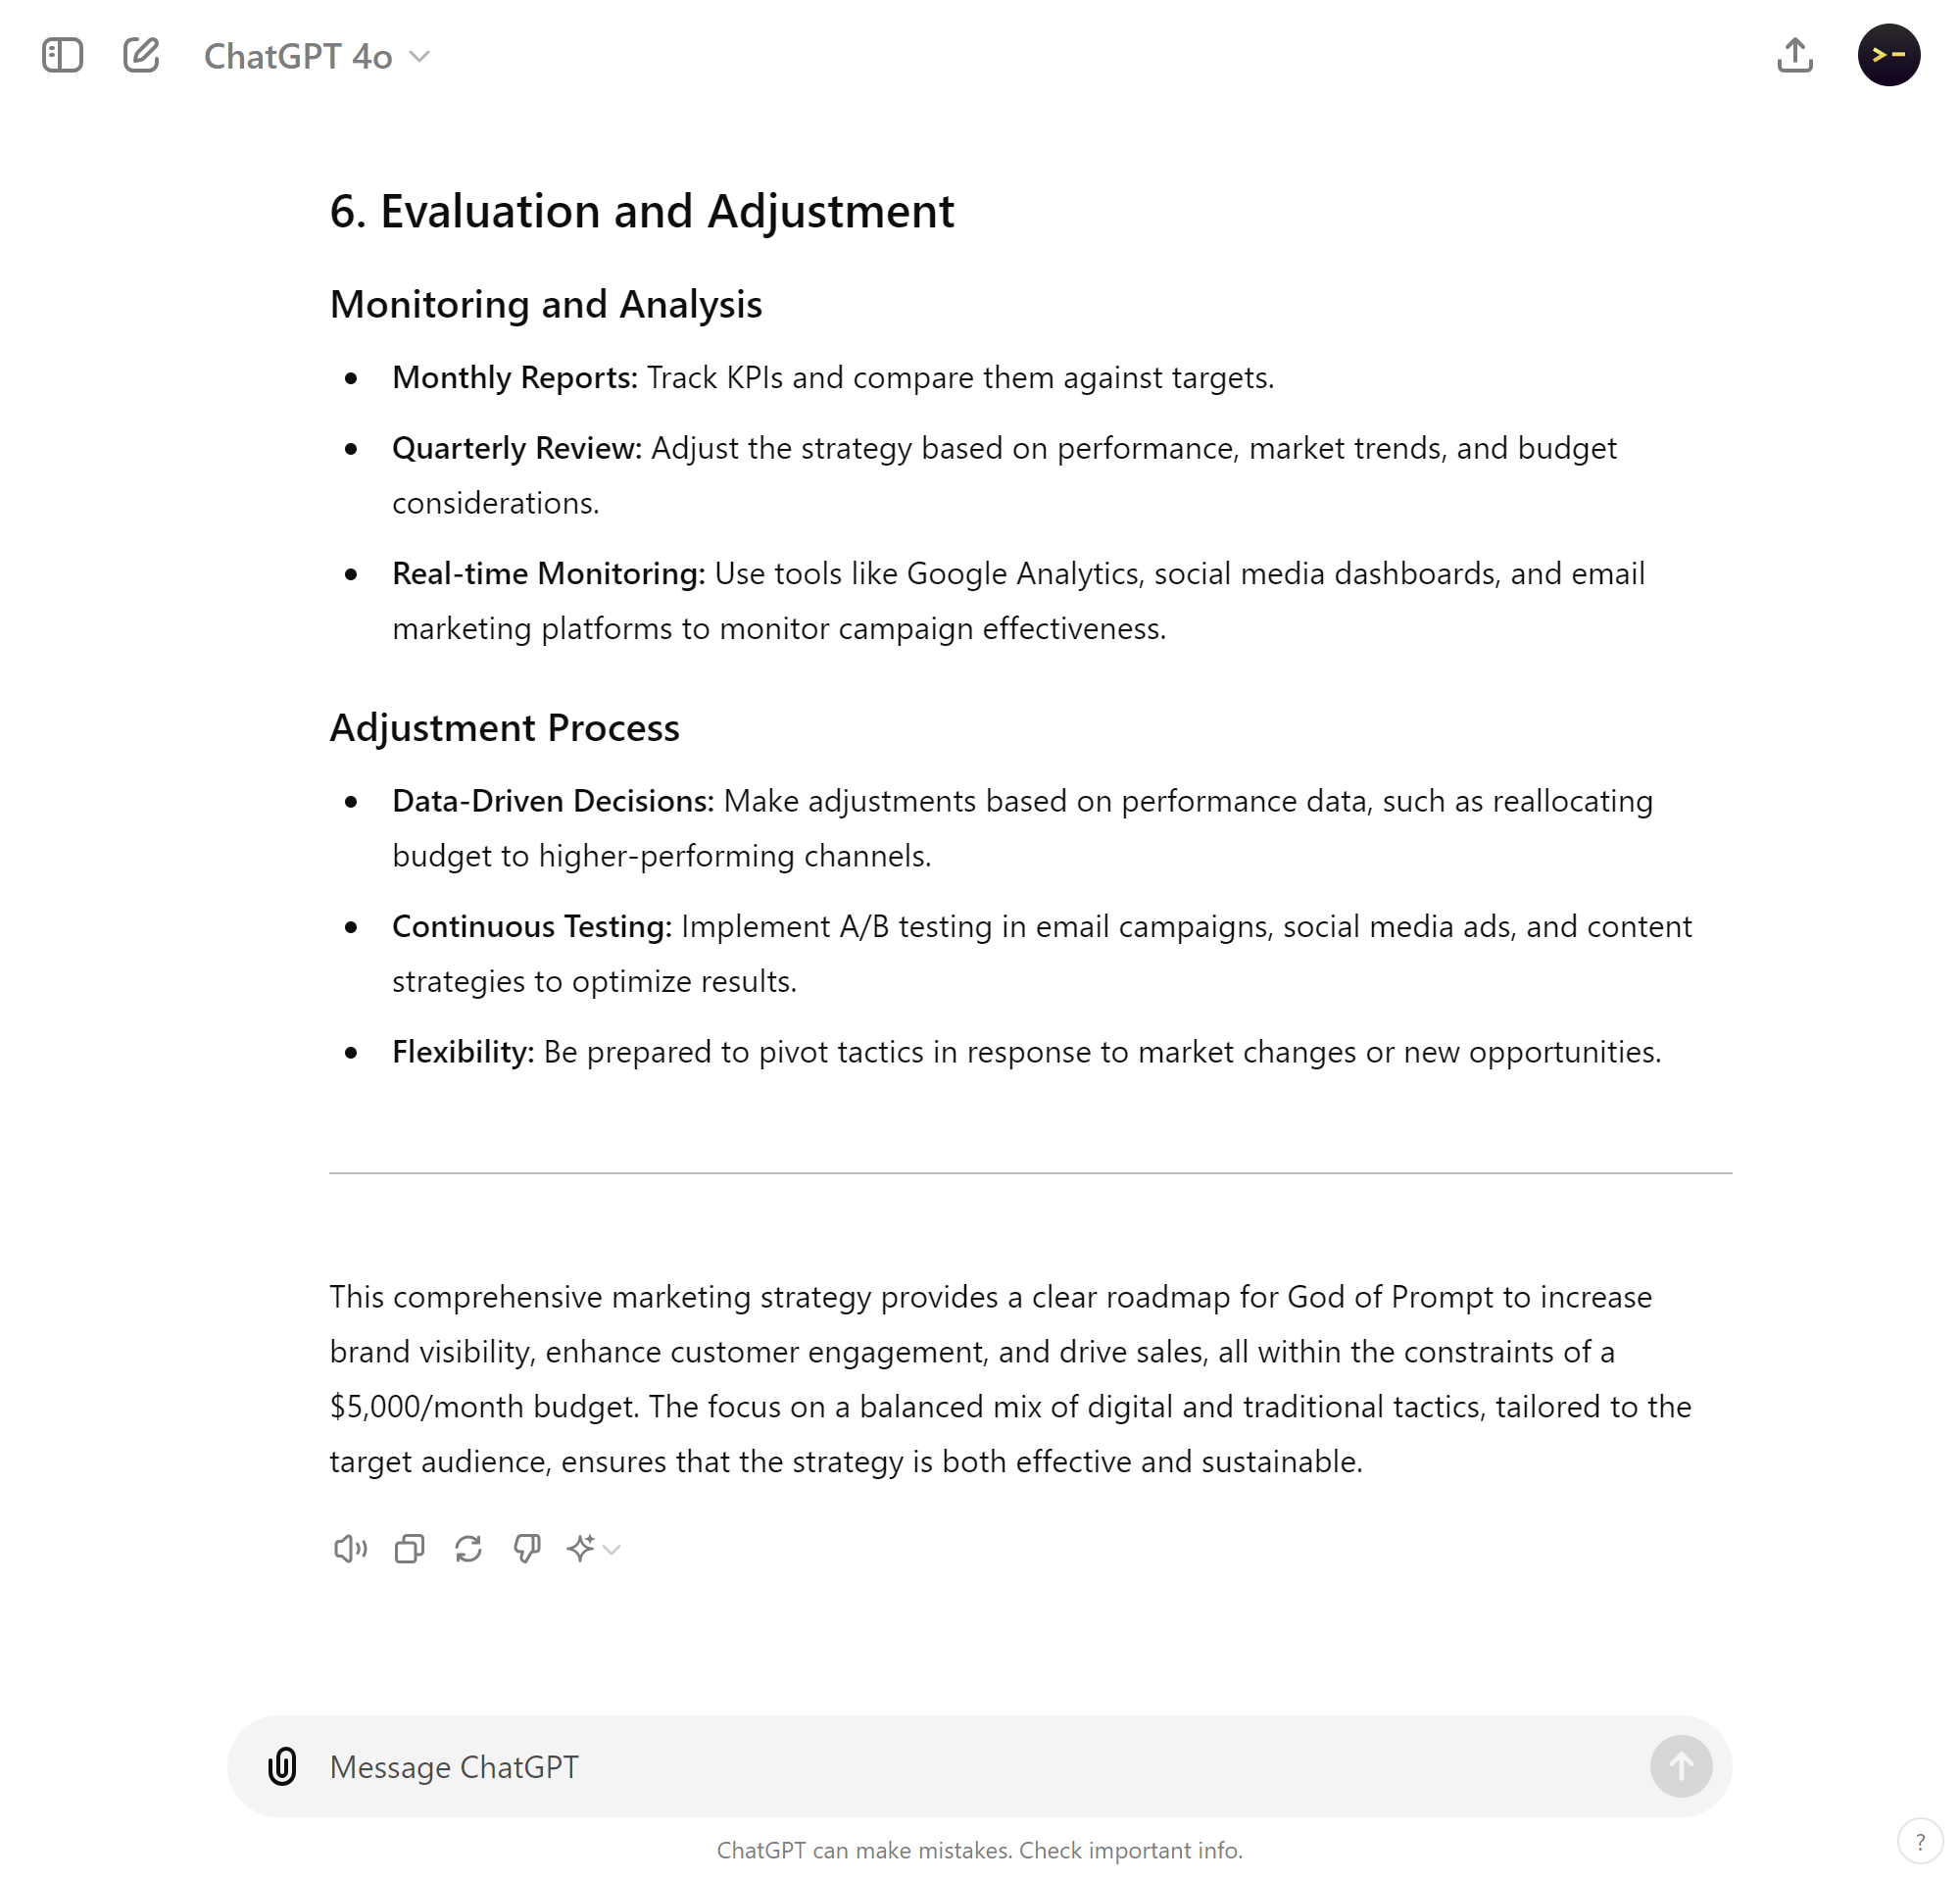 ChatGPT 4o
6. Evaluation and Adjustment
Monitoring and Analysis
• Monthly Reports: Track KPIs and compare them against targets.
• Quarterly Review: Adjust the strategy based on performance, market trends, and budget
considerations.
• Real-time Monitoring: Use tools like Google Analytics, social media dashboards, and email
marketing platforms to monitor campaign effectiveness.
Adjustment Process
• Data-Driven Decisions: Make adjustments based on performance data, such as reallocating
budget to higher-performing channels.
• Continuous Testing: Implement A/B testing in email campaigns, social media ads, and content
strategies to optimize results.
• Flexibility: Be prepared to pivot tactics in response to market changes or new opportunities.
This comprehensive marketing strategy provides a clear roadmap for God of Prompt to increase
brand visibility, enhance customer engagement, and drive sales, all within the constraints of a
$5,000/month budget. The focus on a balanced mix of digital and traditional tactics, tailored to the
target audience, ensures that the strategy is both effective and sustainable.
Message ChatGPT
ChatGPT can make mistakes. Check important info.
?